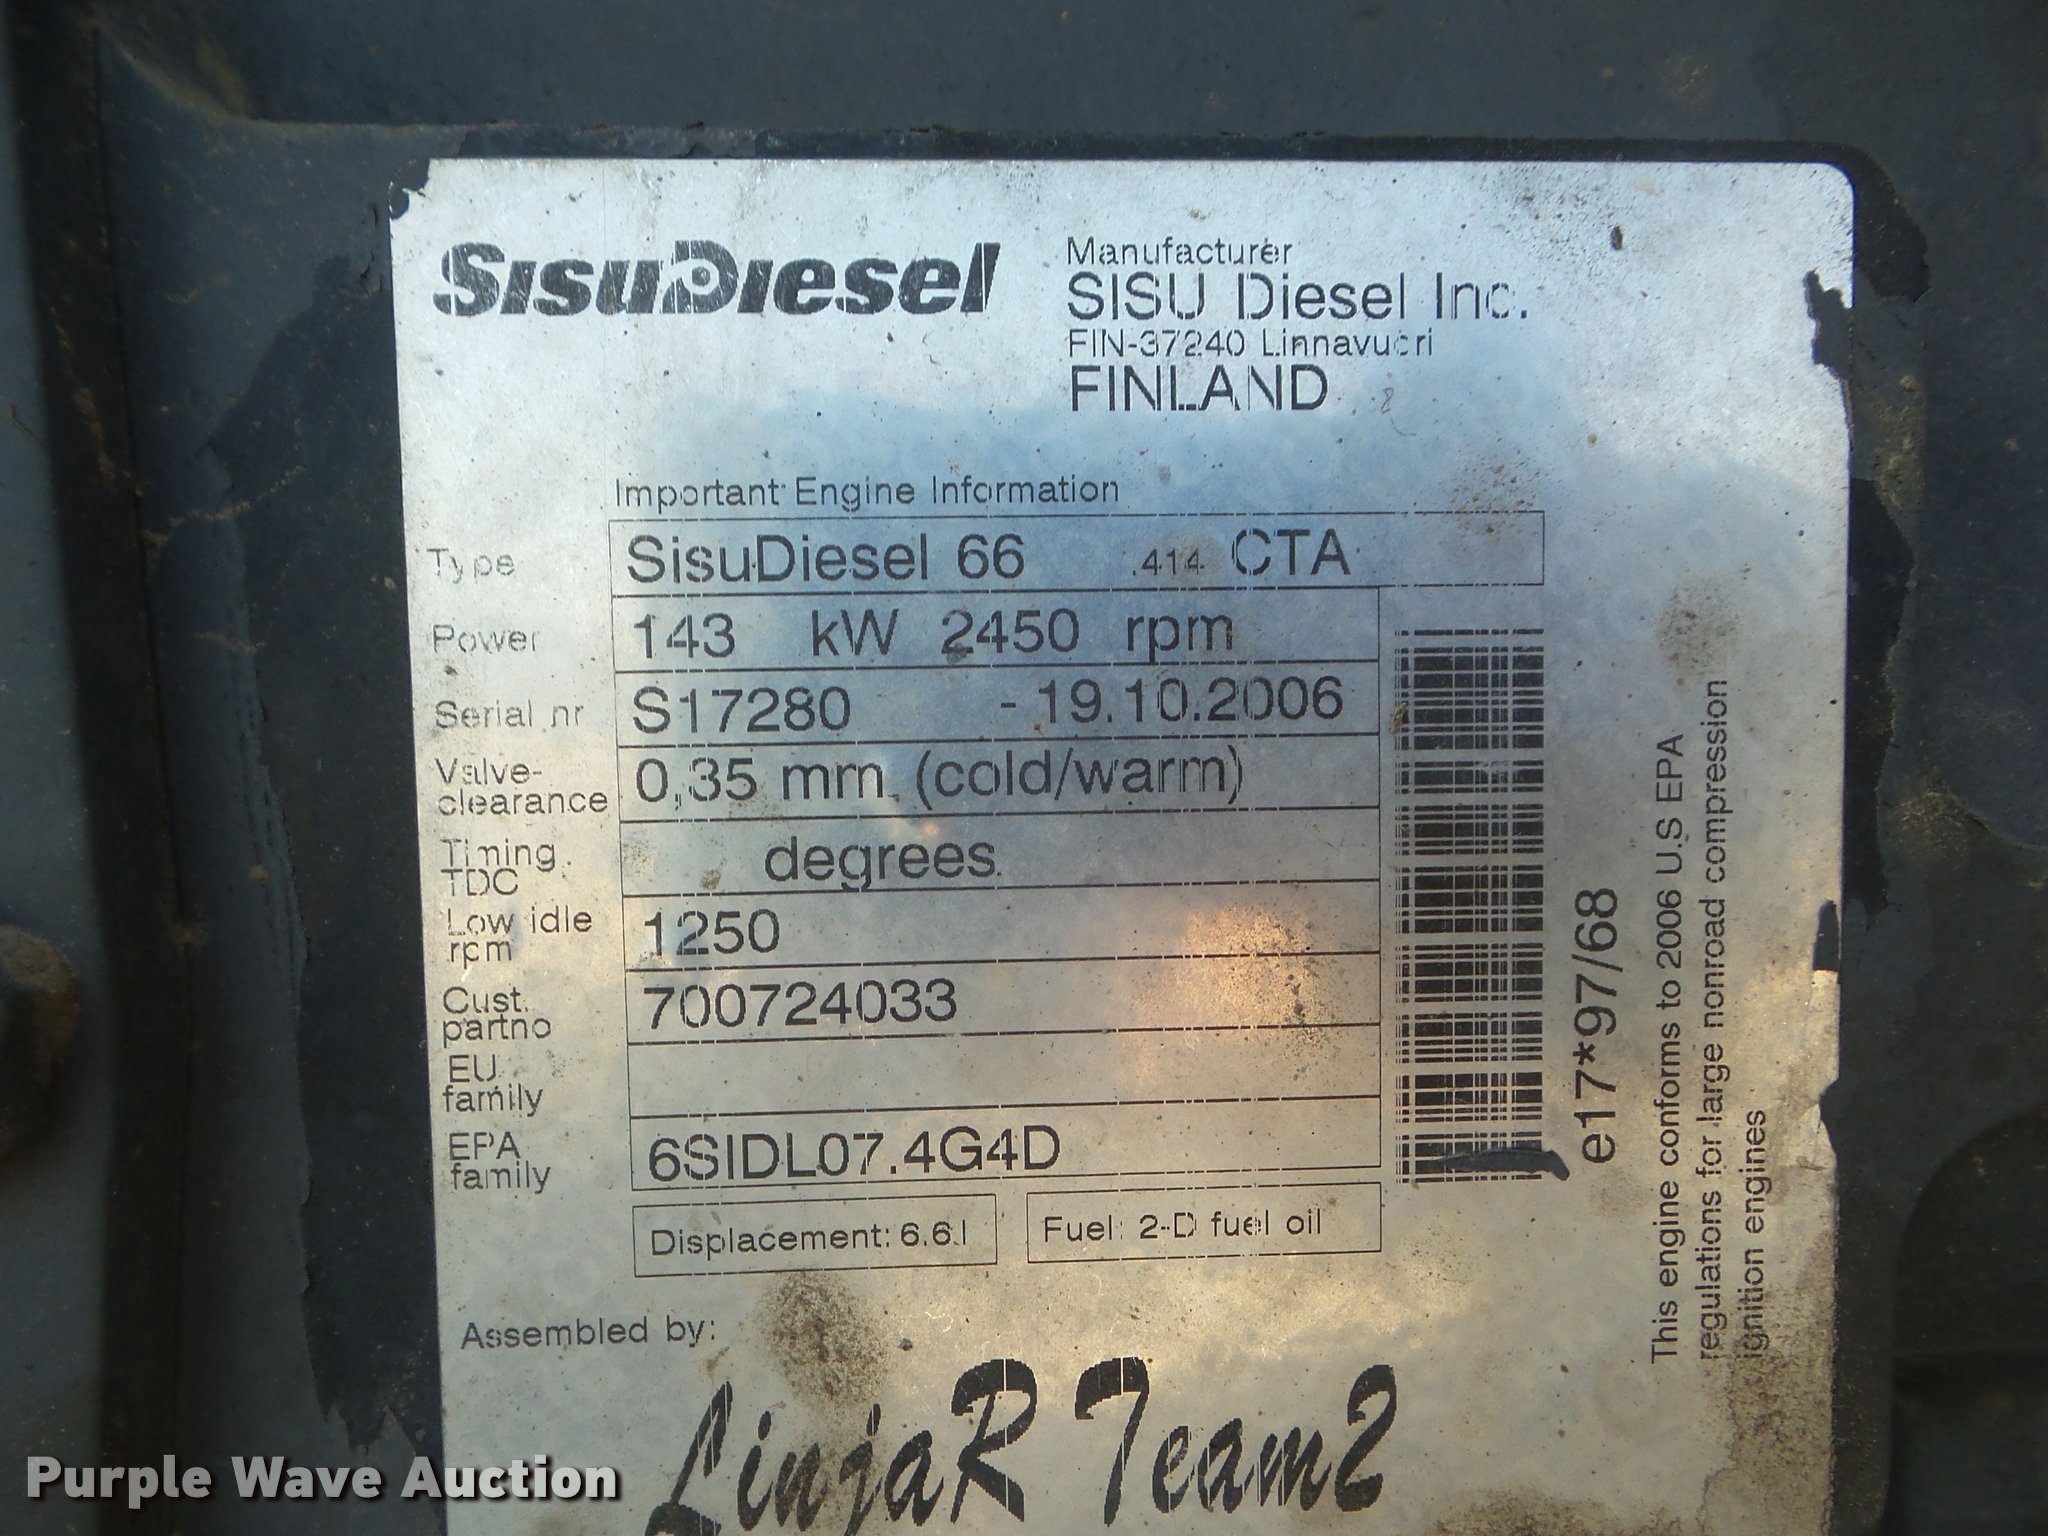 SisuDiesel
Manufacturer
SISU Diesel Inc.
FIN-37240 Linnavuori
FINLAND
Important Engine Information
Type SisuDiesel 66 .414 CTA
Power 143 kW 2450 rpm
Serial nr S17280 - 19.10.2006
Valve-
clearance 0,35 mm (cold/warm)
Timing
TDC degrees
Low idle
rpm 1250
Cust.
partno 700724033
EU
family
EPA
family 6SIDL07.4G4D
Displacement: 6.6 l
Fuel: 2-D fuel oil
e17*97/68
This engine conforms to 2006 U.S EPA
regulations for large nonroad compression
ignition engines
Assembled by:
LinjaR Team2
Purple Wave Auction